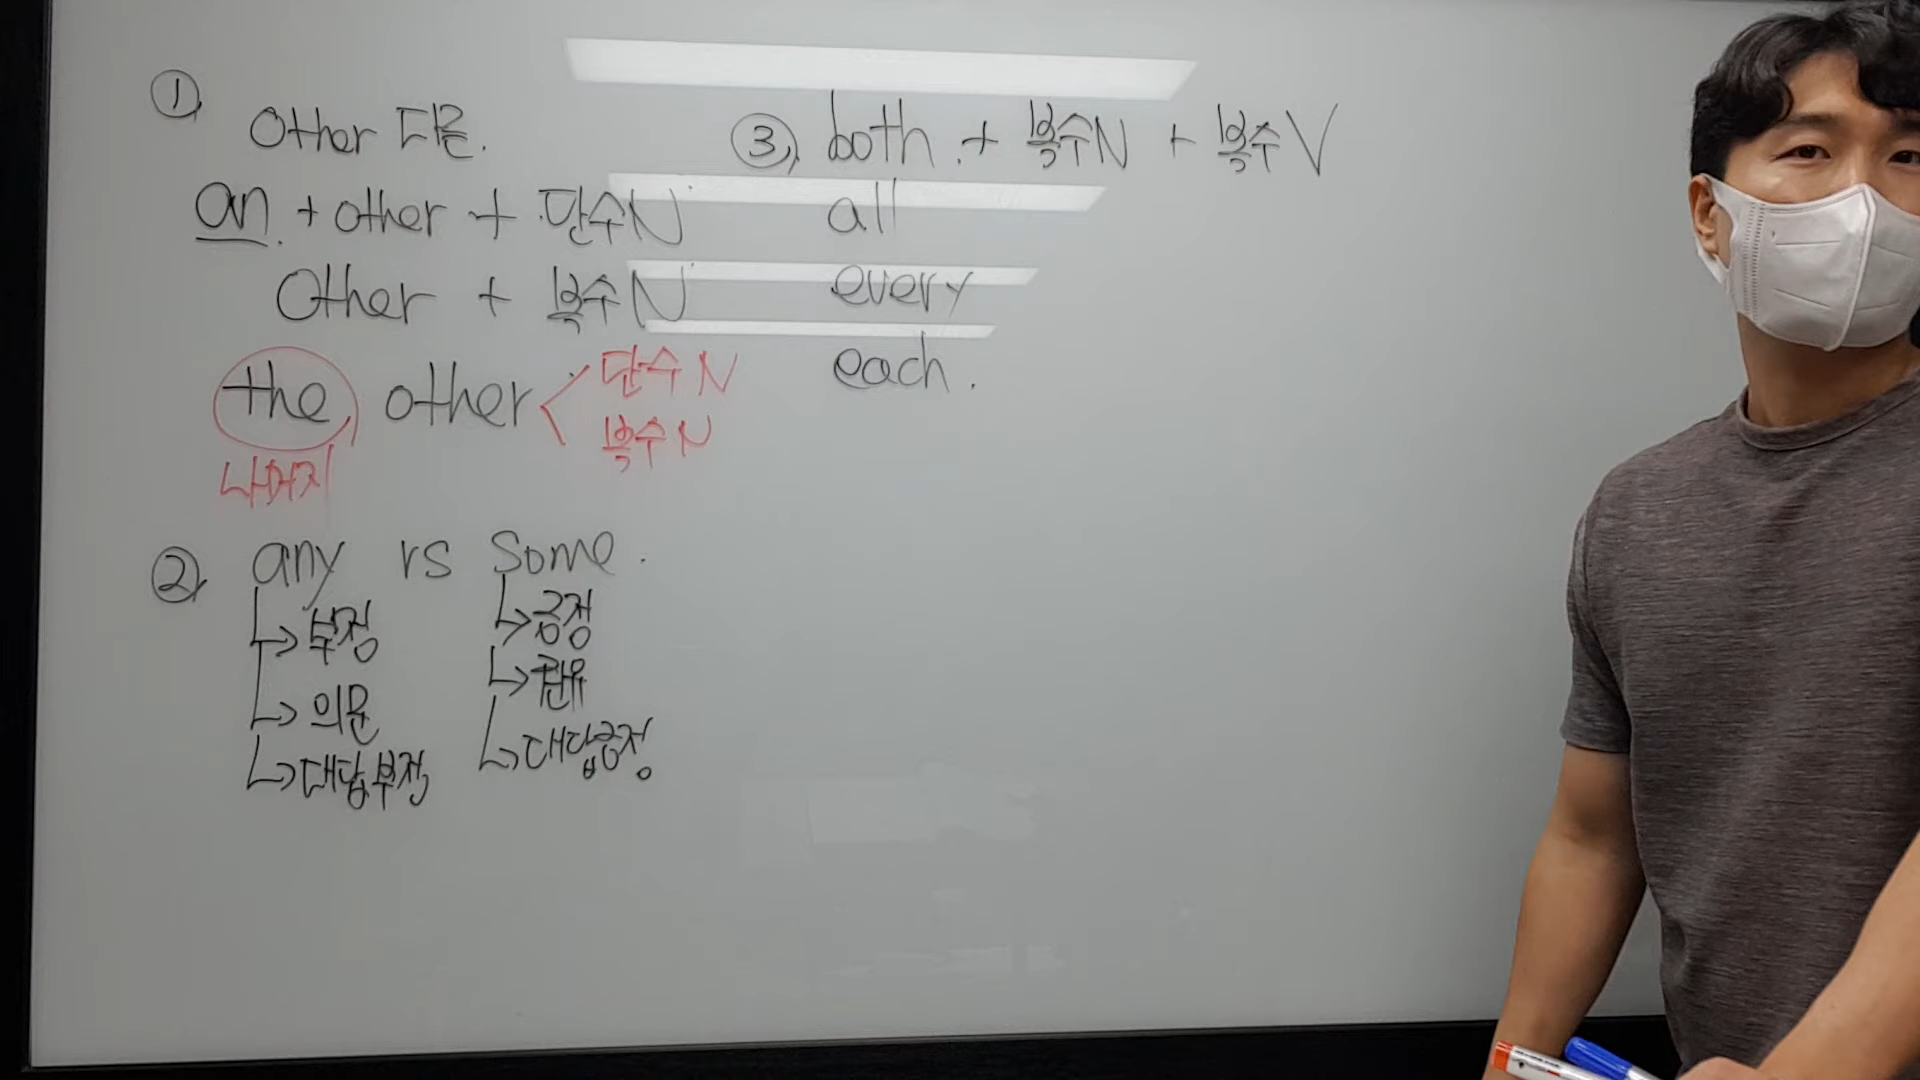 ①
Other 다른.
an + other + 단수N
Other + 복수N
the other < 단수N
복수N
나머지
② any vs Some.
↳ 부정
↳ 의문
↳ 대답부정
↳ 긍정
↳ 권유
↳ 대답긍정
③ both + 복수N + 복수V
all
every
each.